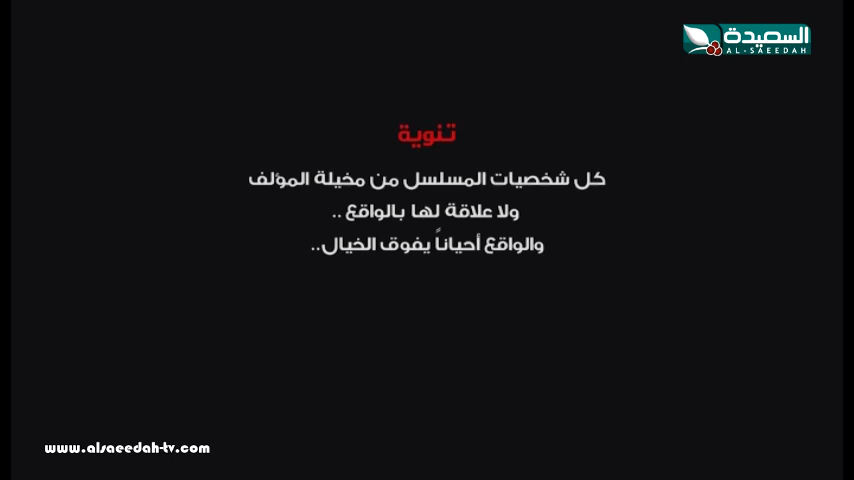 السعيدة
AL-SAEEDAH
تنوية
كل شخصيات المسلسل من مخيلة المؤلف
ولا علاقة لها بالواقع ..
والواقع أحياناً يفوق الخيال..
www.alsaeedah-tv.com